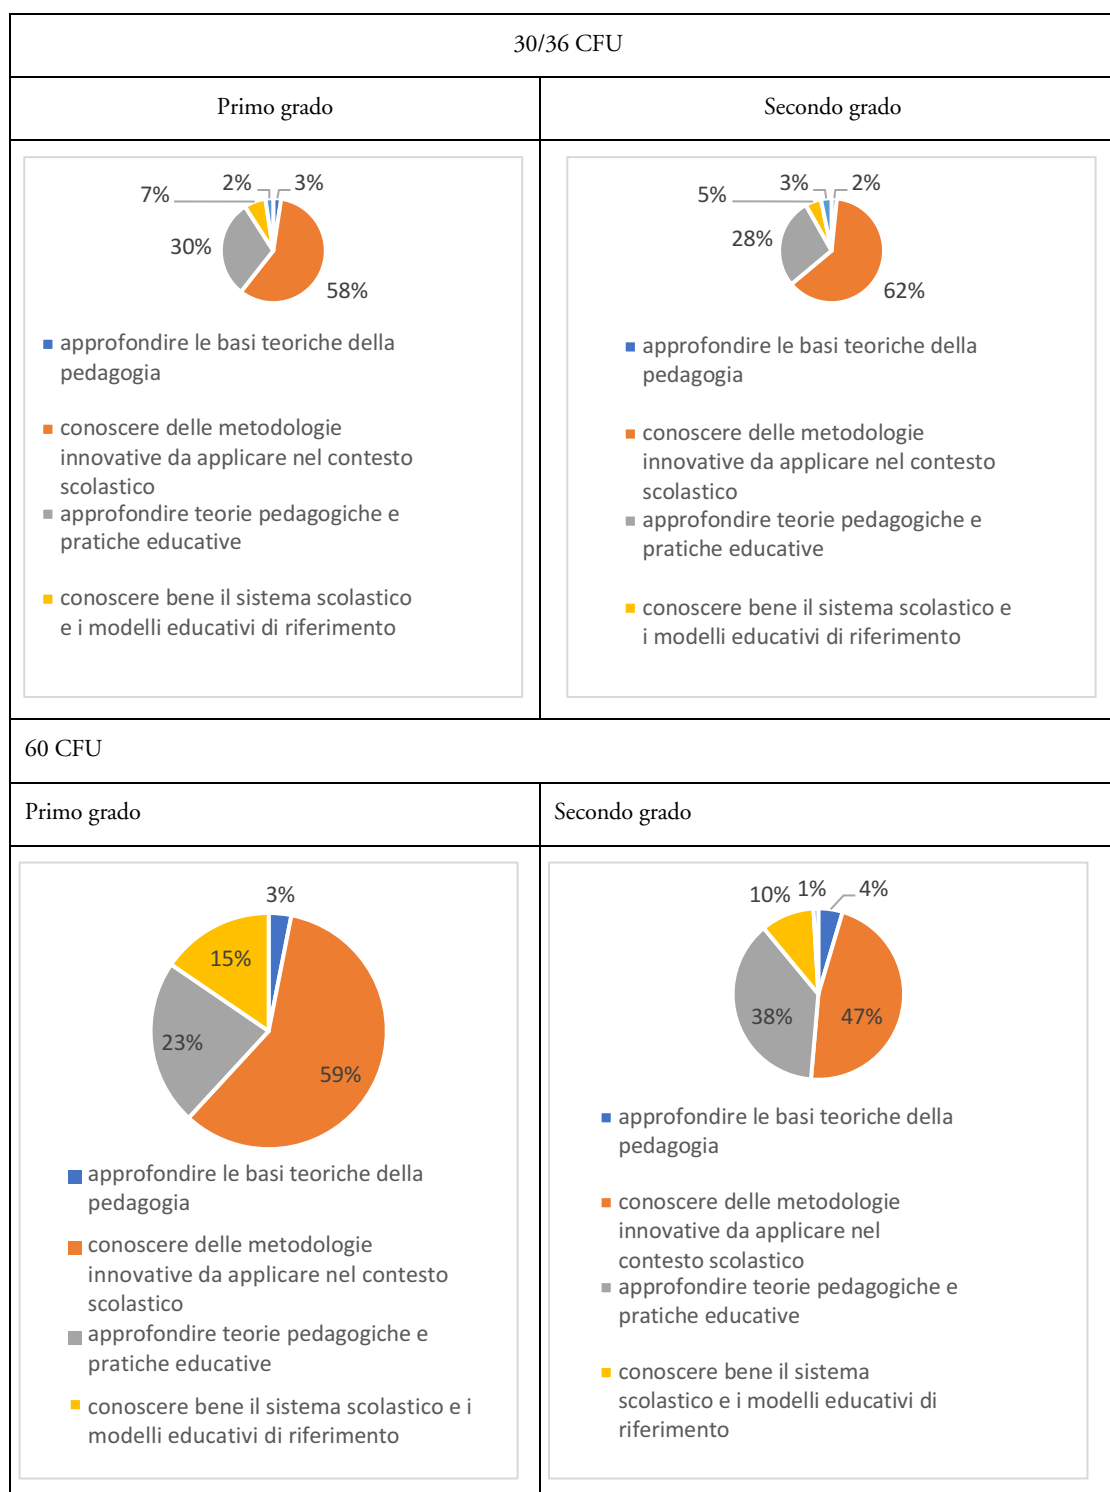 30/36 CFU
Primo grado
Secondo grado
7%
2%
3%
30%
58%
approfondire le basi teoriche della
pedagogia
conoscere delle metodologie
innovative da applicare nel contesto
scolastico
approfondire teorie pedagogiche e
pratiche educative
conoscere bene il sistema scolastico
e i modelli educativi di riferimento
5%
3%
2%
28%
62%
approfondire le basi teoriche della
pedagogia
conoscere delle metodologie
innovative da applicare nel contesto
scolastico
approfondire teorie pedagogiche e
pratiche educative
conoscere bene il sistema scolastico e
i modelli educativi di riferimento
60 CFU
Primo grado
Secondo grado
3%
15%
23%
59%
approfondire le basi teoriche della
pedagogia
conoscere delle metodologie
innovative da applicare nel contesto
scolastico
approfondire teorie pedagogiche e
pratiche educative
conoscere bene il sistema scolastico e i
modelli educativi di riferimento
10%
1%
4%
38%
47%
approfondire le basi teoriche della
pedagogia
conoscere delle metodologie
innovative da applicare nel
contesto scolastico
approfondire teorie pedagogiche e
pratiche educative
conoscere bene il sistema
scolastico e i modelli educativi di
riferimento